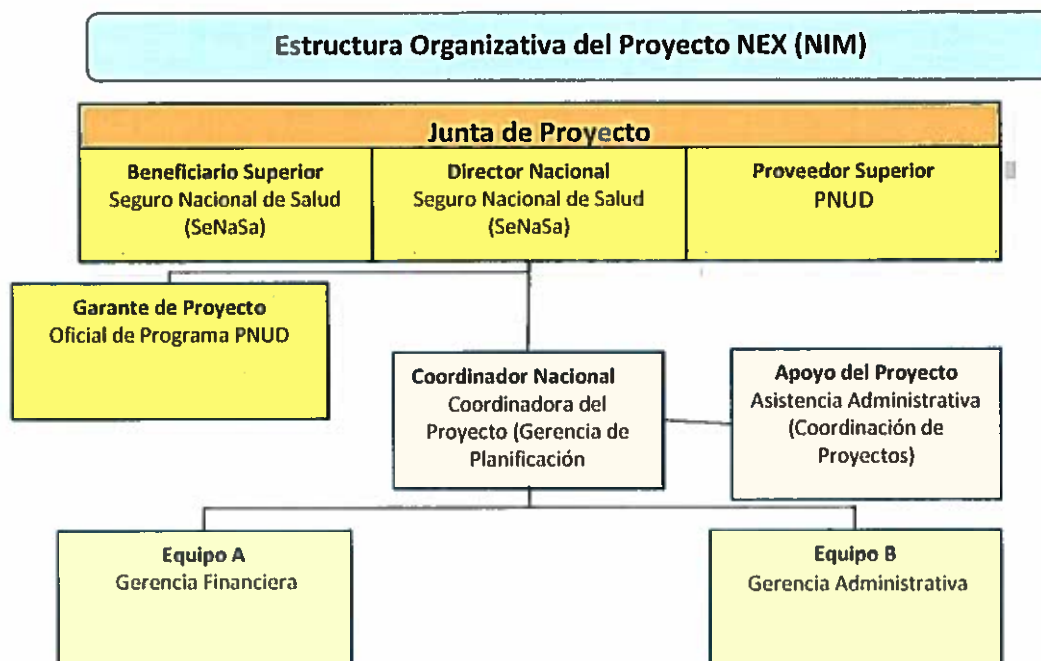 Estructura Organizativa del Proyecto NEX (NIM)
Junta de Proyecto
Beneficiario Superior
Seguro Nacional de Salud
(SeNaSa)
Director Nacional
Seguro Nacional de Salud
(SeNaSa)
Proveedor Superior
PNUD
Garante de Proyecto
Oficial de Programa PNUD
Coordinador Nacional
Coordinadora del
Proyecto (Gerencia de
Planificación
Apoyo del Proyecto
Asistencia Administrativa
(Coordinación de
Proyectos)
Equipo A
Gerencia Financiera
Equipo B
Gerencia Administrativa